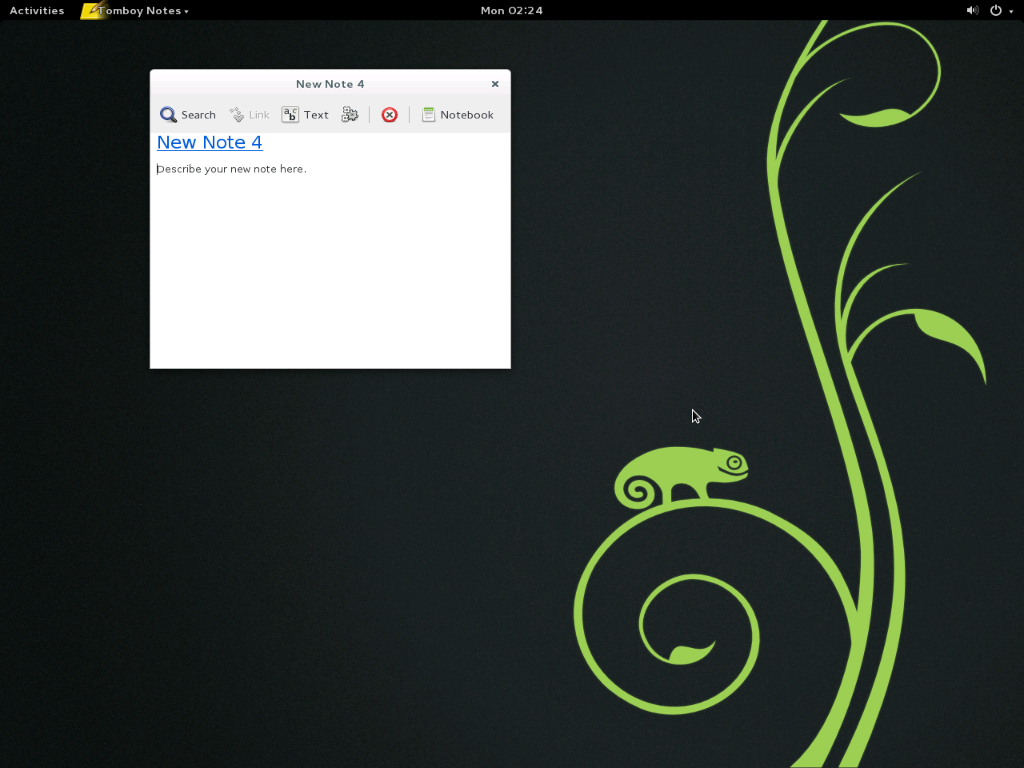 Activities Tomboy Notes Mon 02:24
New Note 4
Search Link Text Notebook
New Note 4
Describe your new note here.